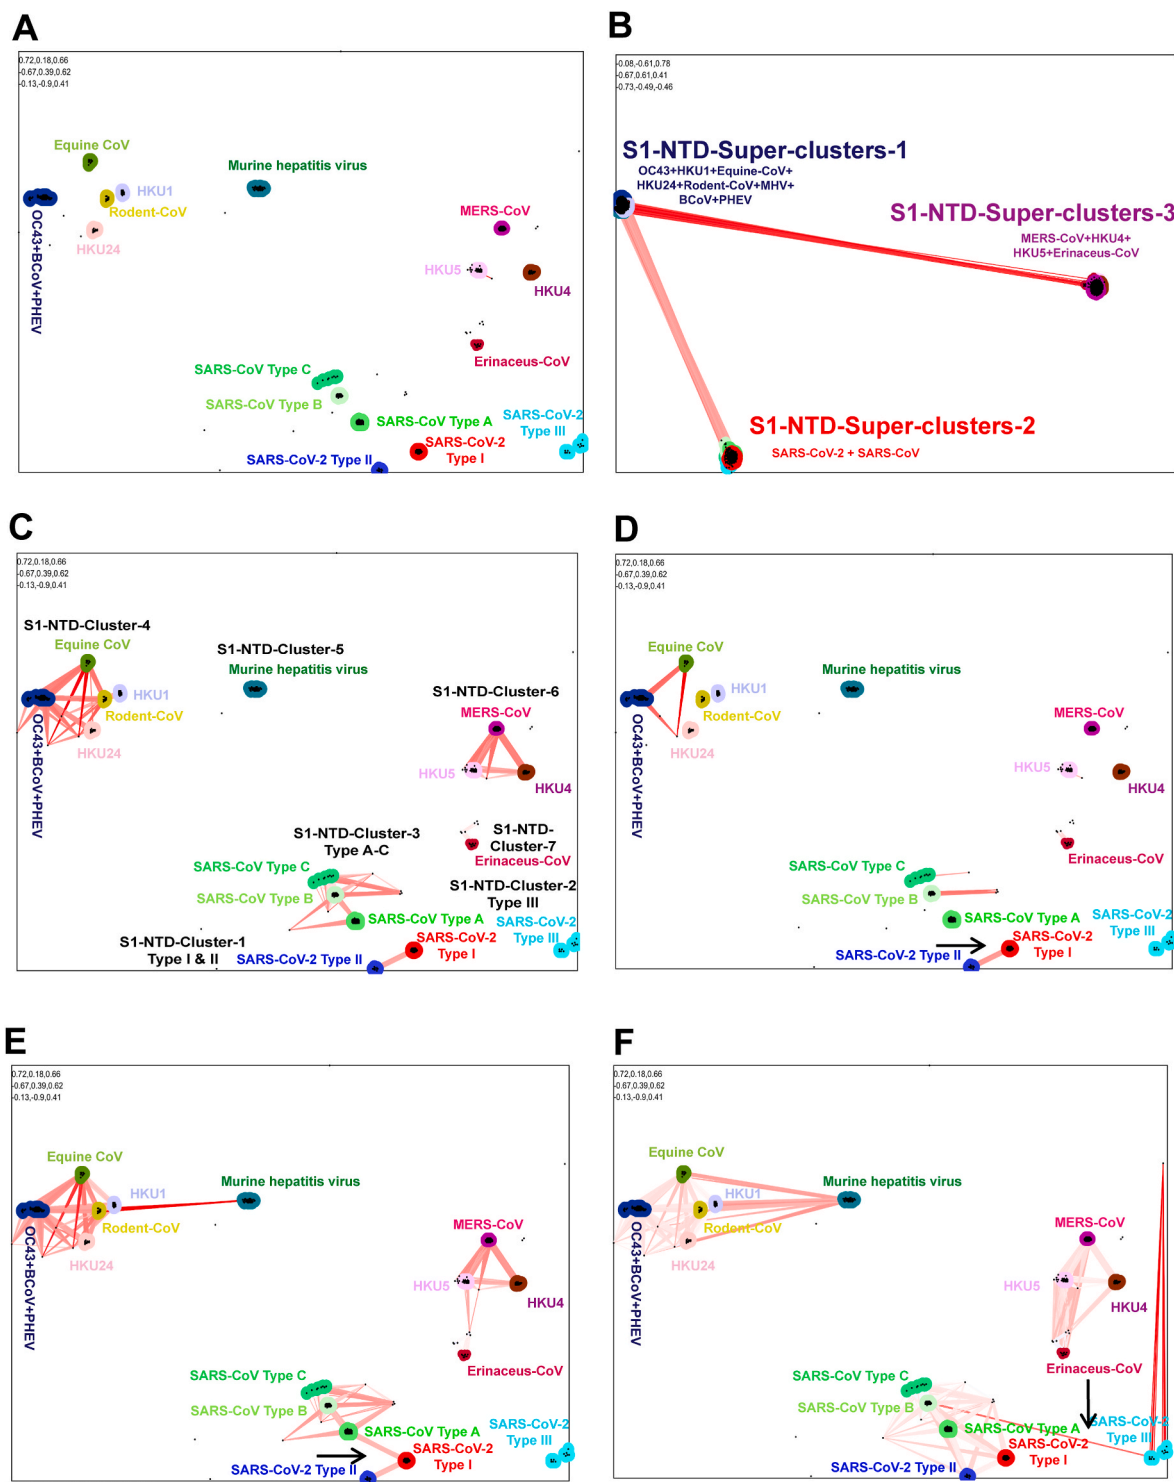 A
0.72,0.18,0.66
-0.67,0.39,0.62
-0.13,-0.9,0.41
Equine CoV
Murine hepatitis virus
HKU1
Rodent-CoV
OC43+BCoV+PHEV
HKU24
MERS-CoV
HKU5
HKU4
Erinaceus-CoV
SARS-CoV Type C
SARS-CoV Type B
SARS-CoV Type A
SARS-CoV-2
Type III
SARS-CoV-2
Type I
SARS-CoV-2 Type II
B
-0.08,-0.61,0.78
-0.67,0.61,0.41
-0.73,-0.49,-0.46
S1-NTD-Super-clusters-1
OC43+HKU1+Equine-CoV+
HKU24+Rodent-CoV+MHV+
BCoV+PHEV
S1-NTD-Super-clusters-3
MERS-CoV+HKU4+
HKU5+Erinaceus-CoV
S1-NTD-Super-clusters-2
SARS-CoV-2 + SARS-CoV
C
0.72,0.18,0.66
-0.67,0.39,0.62
-0.13,-0.9,0.41
S1-NTD-Cluster-4
Equine CoV
S1-NTD-Cluster-5
Murine hepatitis virus
HKU1
Rodent-CoV
OC43+BCoV+PHEV
HKU24
S1-NTD-Cluster-6
MERS-CoV
HKU5
HKU4
S1-NTD-Cluster-3
Type A-C
S1-NTD-
Cluster-7
Erinaceus-CoV
SARS-CoV Type C
SARS-CoV Type B
S1-NTD-Cluster-2
Type III
SARS-CoV Type A
SARS-CoV-2
Type III
S1-NTD-Cluster-1
Type I & II
SARS-CoV-2
Type I
SARS-CoV-2 Type II
D
0.72,0.18,0.66
-0.67,0.39,0.62
-0.13,-0.9,0.41
Equine CoV
Murine hepatitis virus
HKU1
Rodent-CoV
OC43+BCoV+PHEV
HKU24
MERS-CoV
HKU5
HKU4
Erinaceus-CoV
SARS-CoV Type C
SARS-CoV Type B
SARS-CoV Type A
SARS-CoV-2
Type III
SARS-CoV-2
Type I
SARS-CoV-2 Type II
E
0.72,0.18,0.66
-0.67,0.39,0.62
-0.13,-0.9,0.41
Equine CoV
Murine hepatitis virus
HKU1
Rodent-CoV
OC43+BCoV+PHEV
HKU24
MERS-CoV
HKU5
HKU4
Erinaceus-CoV
SARS-CoV Type C
SARS-CoV Type B
SARS-CoV Type A
SARS-CoV-2
Type III
SARS-CoV-2
Type I
SARS-CoV-2 Type II
F
0.72,0.18,0.66
-0.67,0.39,0.62
-0.13,-0.9,0.41
Equine CoV
Murine hepatitis virus
HKU1
Rodent-CoV
OC43+BCoV+PHEV
HKU24
MERS-CoV
HKU5
HKU4
Erinaceus-CoV
SARS-CoV Type C
SARS-CoV Type B
SARS-CoV Type A
SARS-CoV-2
Type III
SARS-CoV-2
Type I
SARS-CoV-2 Type II